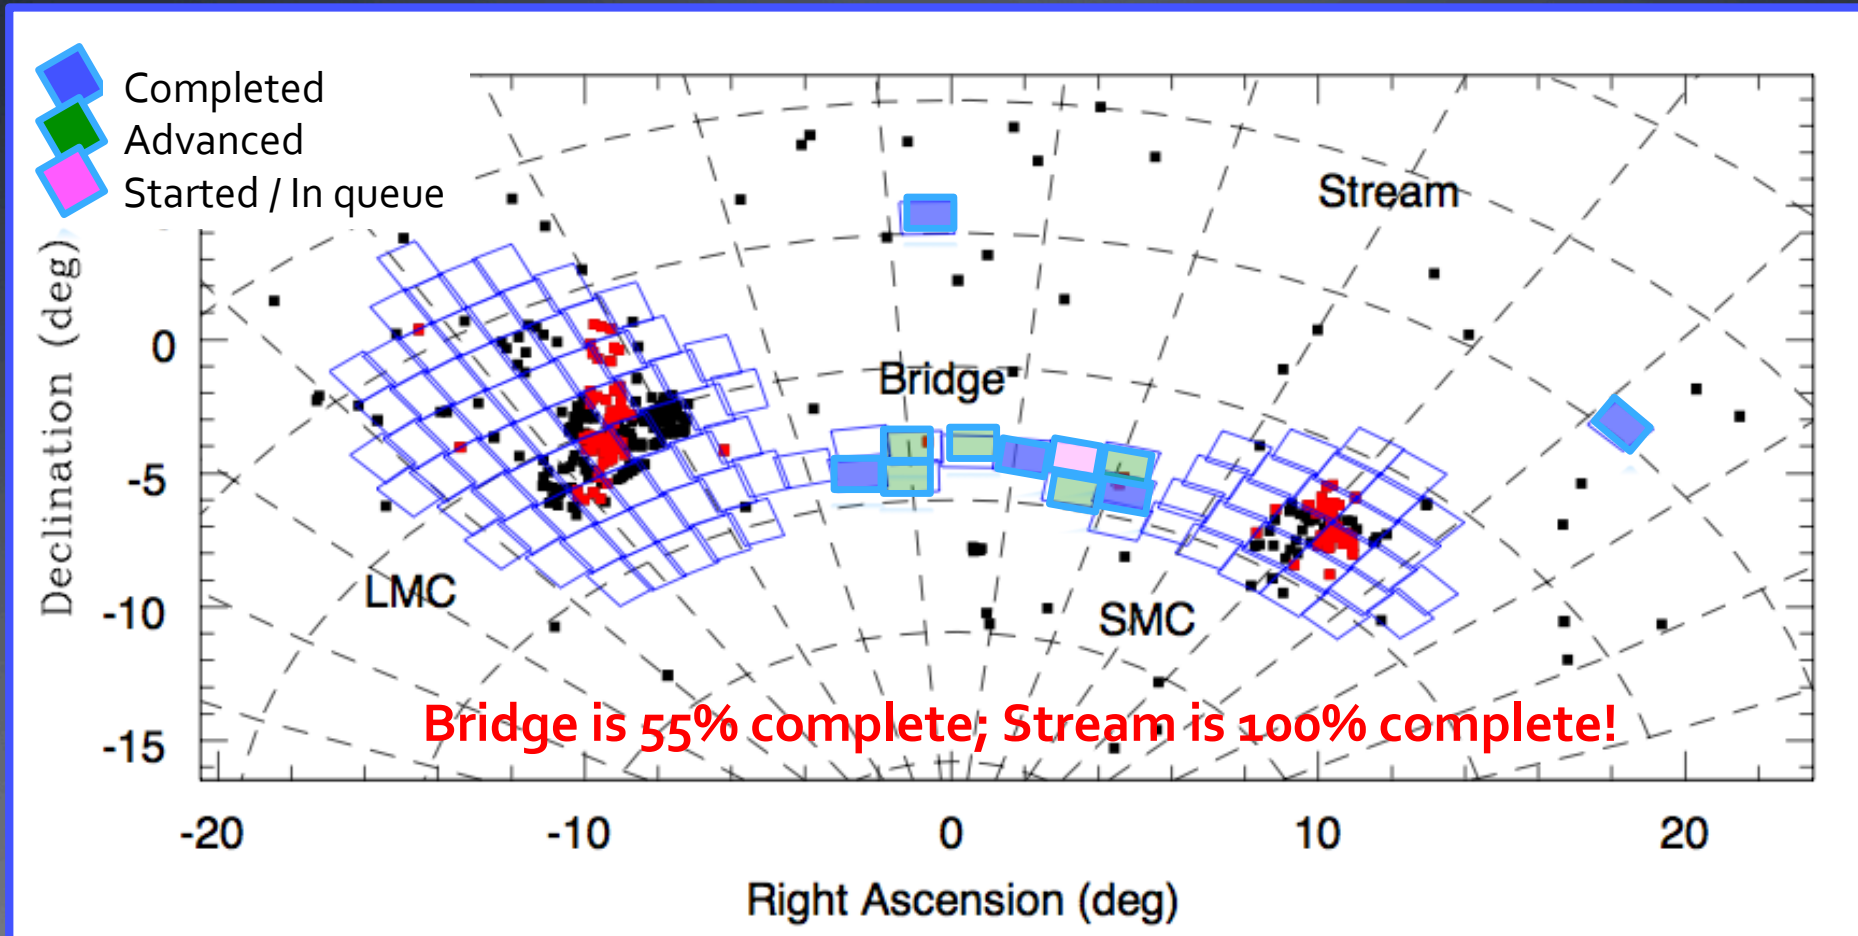 Completed
Advanced
Started / In queue
Stream
Bridge
LMC
SMC
Bridge is 55% complete; Stream is 100% complete!
Declination (deg)
0
-5
-10
-15
-20 -10 0 10 20
Right Ascension (deg)